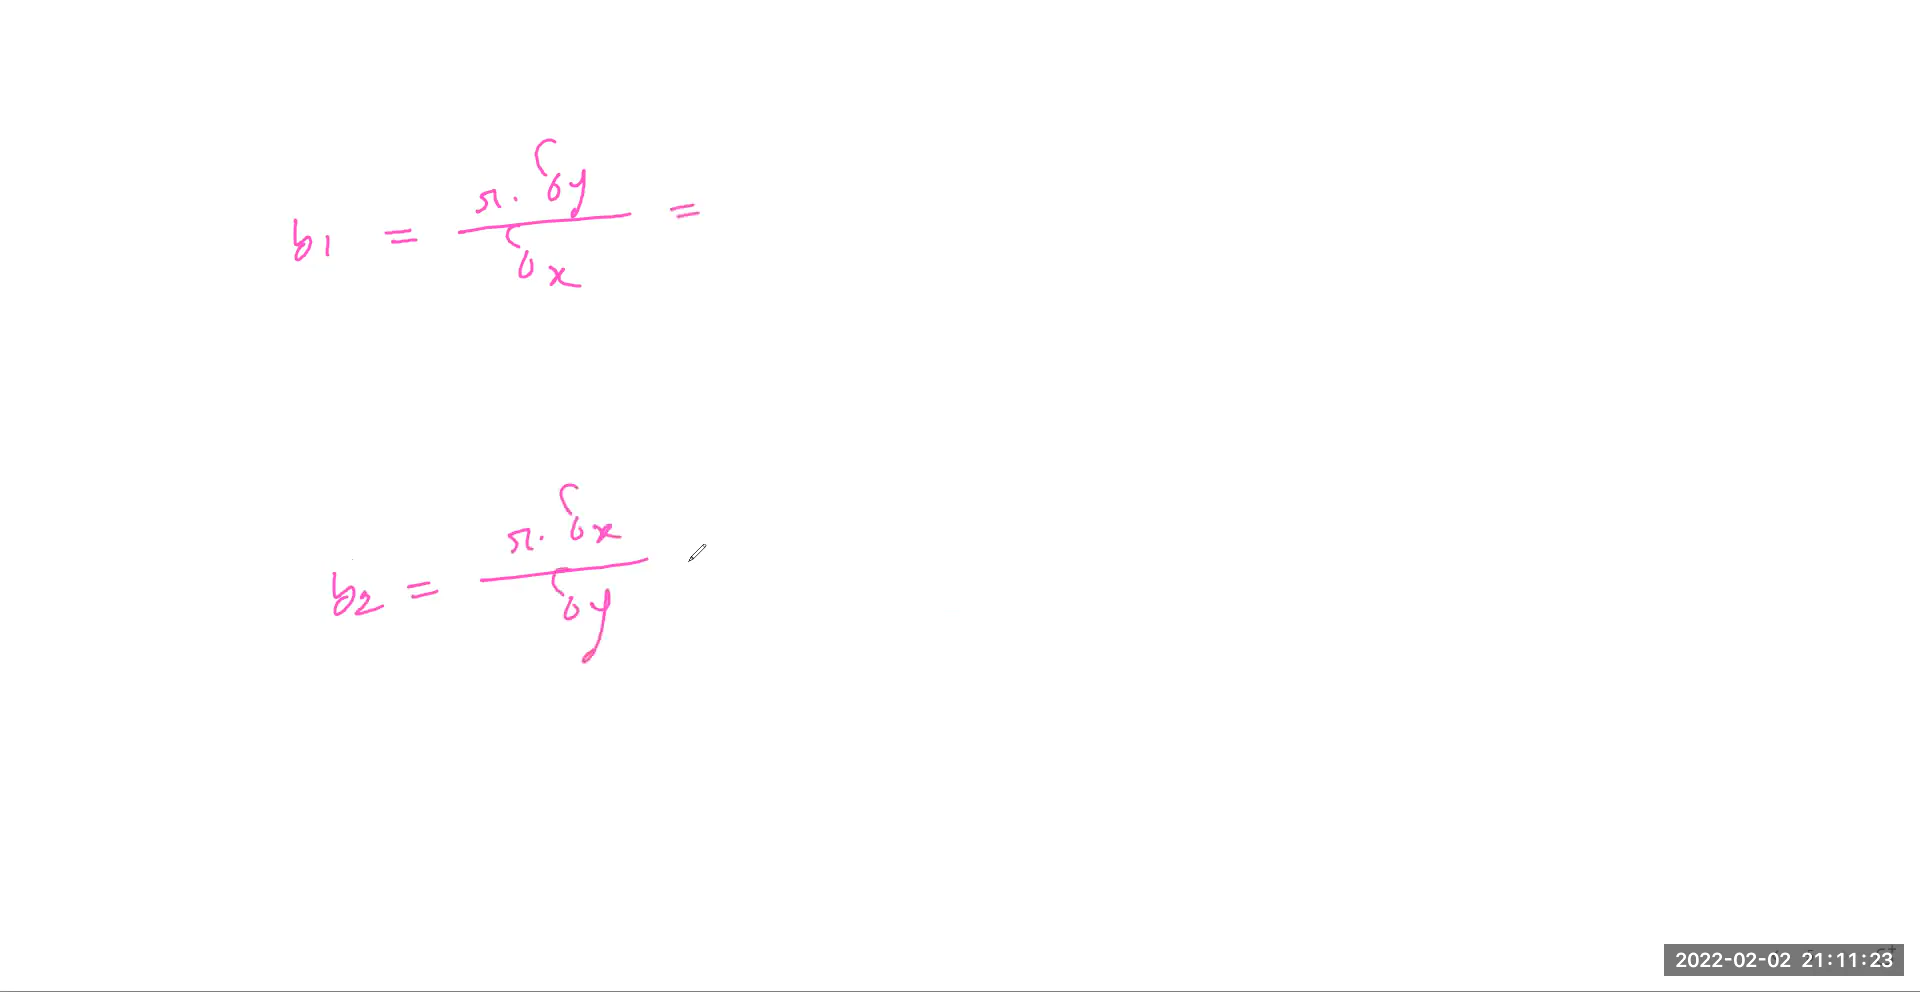 b1 = r. σy / σx =
b2 = r. σx / σy
2022-02-02 21:11:23